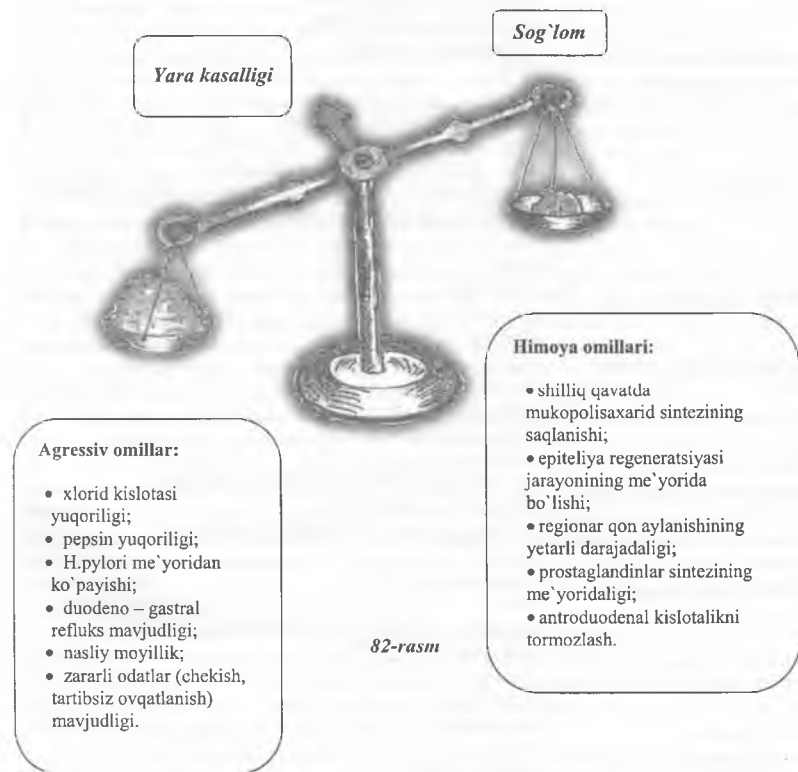 Sog`lom
Yara kasalligi
Himoya omillari:
• shilliq qavatda
mukopolisaxarid sintezining
saqlanishi;
• epiteliya regeneratsiyasi
jarayonining me`yorida
bo`lishi;
• regionar qon aylanishining
yetarli darajadaligi;
• prostaglandinlar sintezining
me`yoridaligi;
• antroduodenal kislotalikni
tormozlash.
Agressiv omillar:
• xlorid kislotasi
yuqoriligi;
• pepsin yuqoriligi;
• H.pylori me`yoridan
ko`payishi;
• duodeno – gastral
refluks mavjudligi;
• nasliy moyillik;
• zararli odatlar (chekish,
tartibsiz ovqatlanish)
mavjudligi.
82-rasm